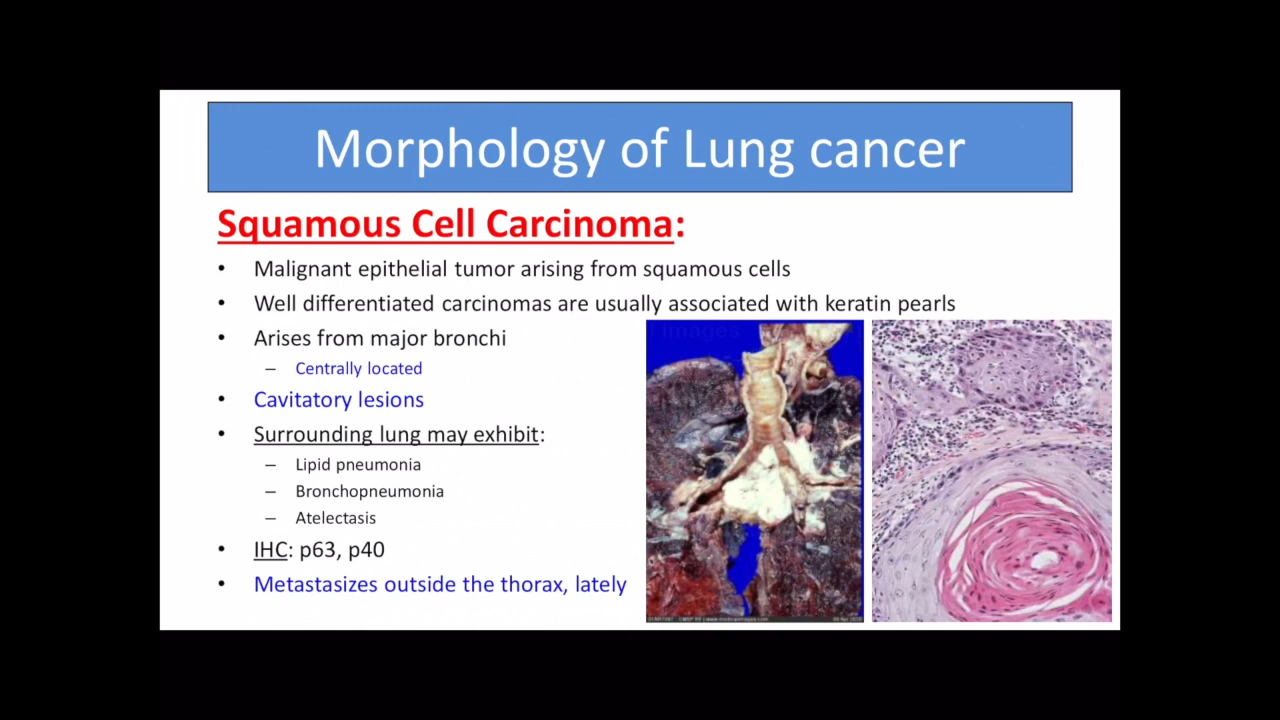 Morphology of Lung cancer
Squamous Cell Carcinoma:
• Malignant epithelial tumor arising from squamous cells
• Well differentiated carcinomas are usually associated with keratin pearls
• Arises from major bronchi
– Centrally located
• Cavitatory lesions
• Surrounding lung may exhibit:
– Lipid pneumonia
– Bronchopneumonia
– Atelectasis
• IHC: p63, p40
• Metastasizes outside the thorax, lately
Images